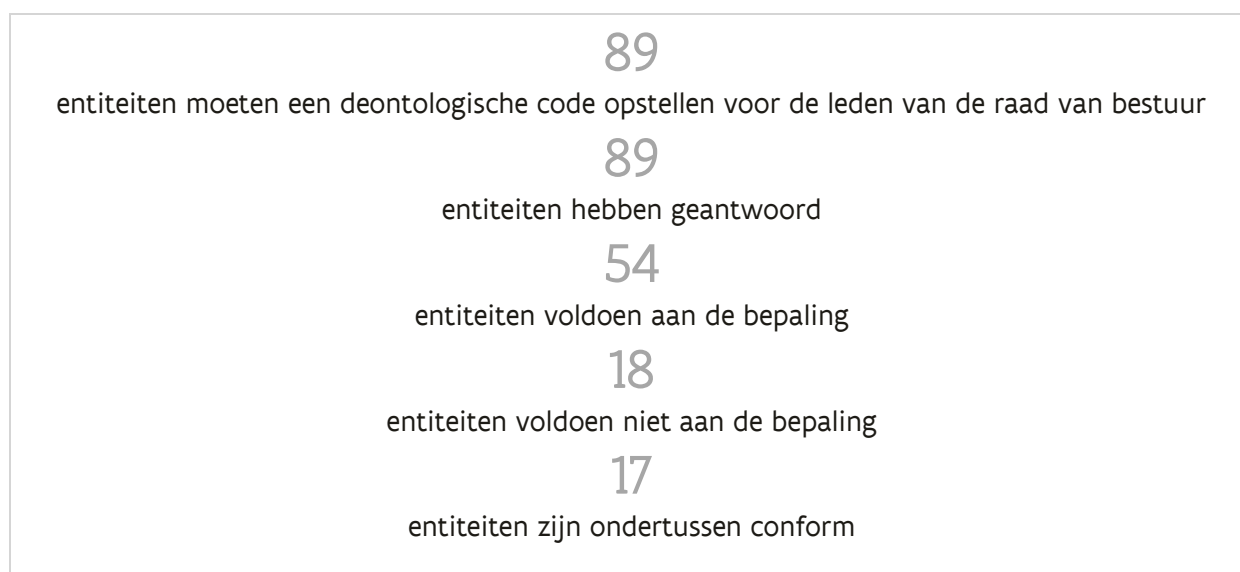 89
entiteiten moeten een deontologische code opstellen voor de leden van de raad van bestuur
89
entiteiten hebben geantwoord
54
entiteiten voldoen aan de bepaling
18
entiteiten voldoen niet aan de bepaling
17
entiteiten zijn ondertussen conform